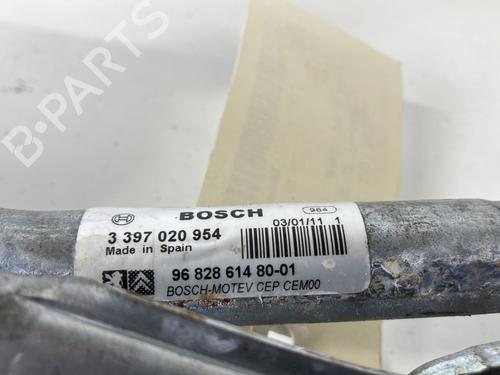 B-Parts
BOSCH 964
3 397 020 954 03/01/11 1
Made in Spain
96 828 614 80-01
BOSCH-MOTEV CEP CEM00